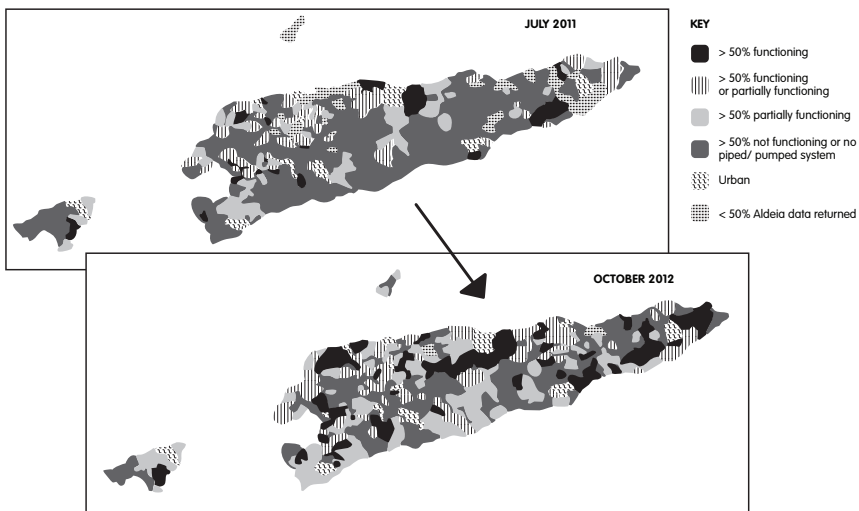 JULY 2011
KEY
> 50% functioning
> 50% functioning
or partially functioning
> 50% partially functioning
> 50% not functioning or no
piped/ pumped system
Urban
< 50% Aldeia data returned
OCTOBER 2012